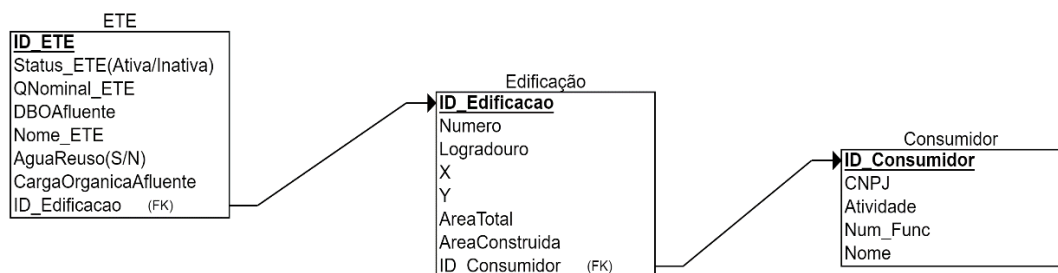 ETE
ID_ETE
Status_ETE(Ativa/Inativa)
QNominal_ETE
DBOAfluente
Nome_ETE
AguaReuso(S/N)
CargaOrganicaAfluente
ID_Edificacao (FK)
Edificação
ID_Edificacao
Numero
Logradouro
X
Y
AreaTotal
AreaConstruida
ID_Consumidor (FK)
Consumidor
ID_Consumidor
CNPJ
Atividade
Num_Func
Nome